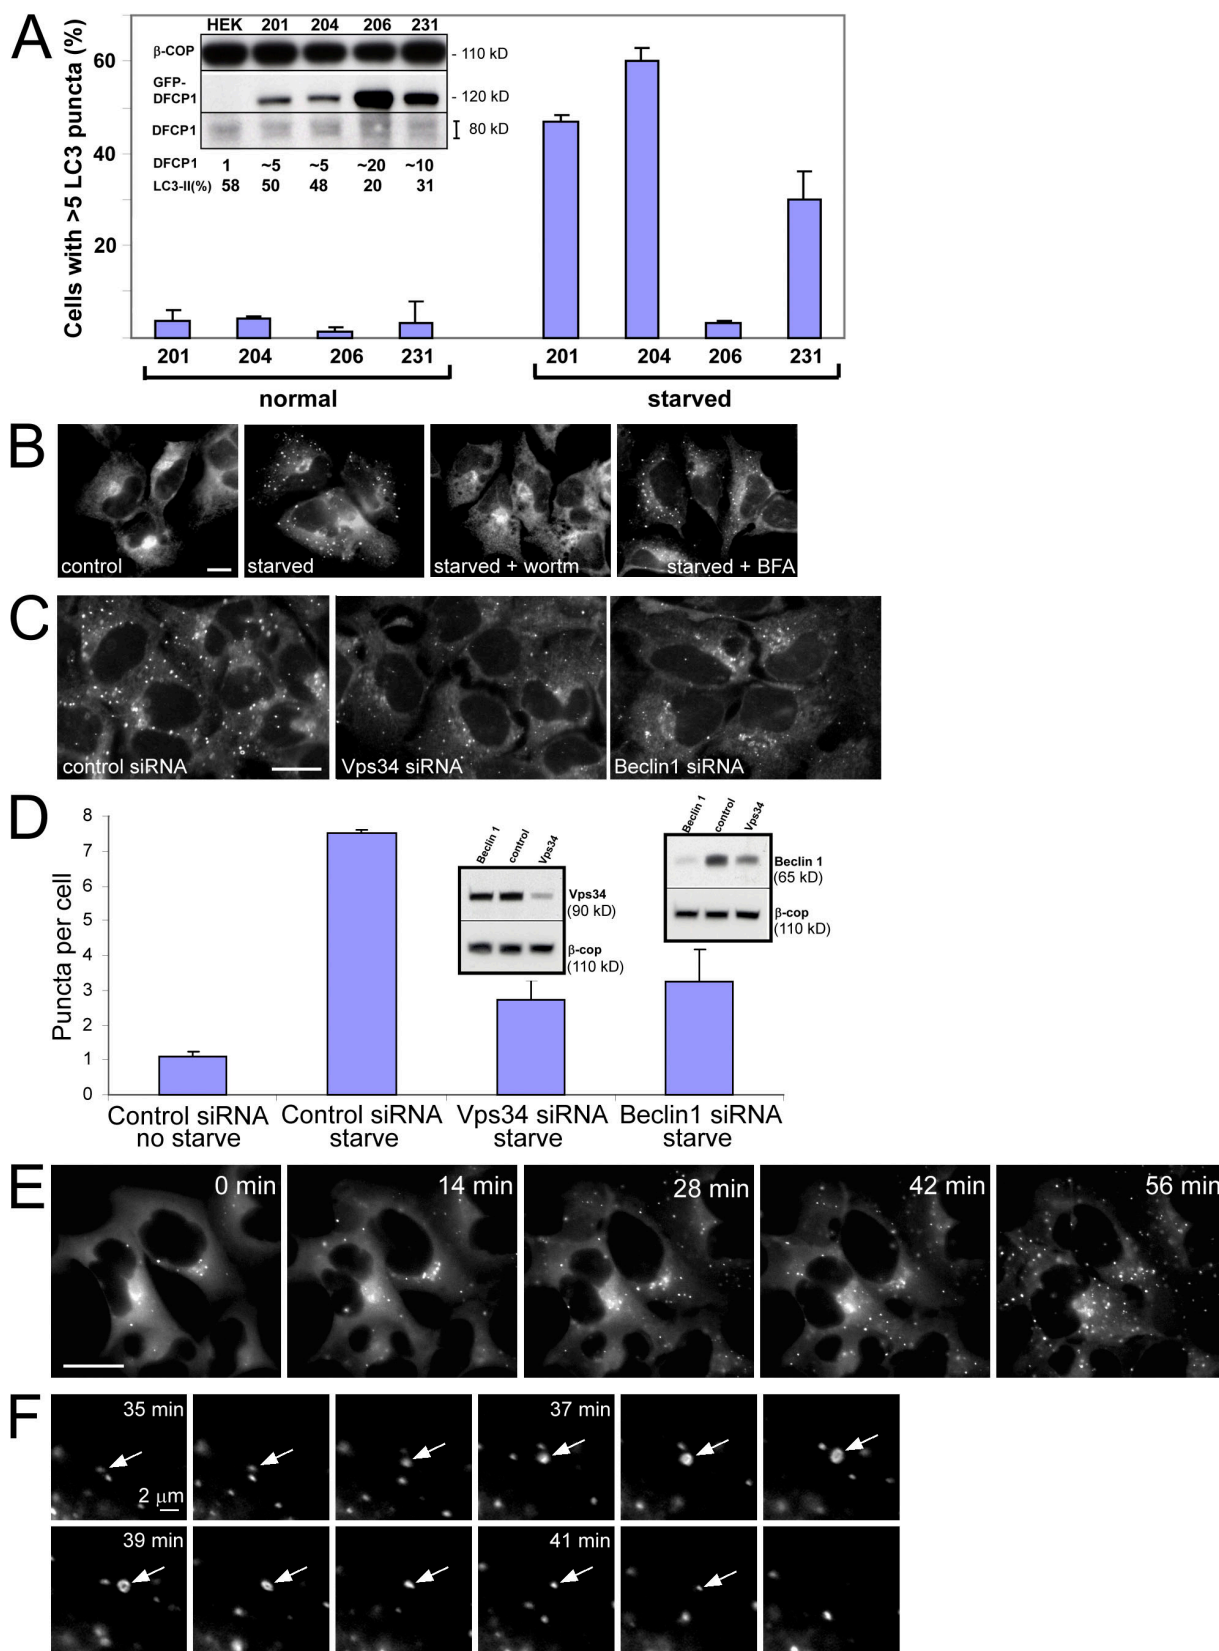 A
Cells with >5 LC3 puncta (%)
60
40
20
HEK 201 204 206 231
β-COP
- 110 kD
GFP-
DFCP1
- 120 kD
DFCP1
80 kD
DFCP1 1 ~5 ~5 ~20 ~10
LC3-II(%) 58 50 48 20 31
201 204 206 231 201 204 206 231
normal starved
B
control
starved
starved + wortm
starved + BFA
C
control siRNA
Vps34 siRNA
Beclin1 siRNA
D
Puncta per cell
8
7
6
5
4
3
2
1
0
Beclin 1 control Vps34
Vps34
(90 kD)
β-cop
(110 kD)
Beclin 1 control Vps34
Beclin 1
(65 kD)
β-cop
(110 kD)
Control siRNA
no starve
Control siRNA
starve
Vps34 siRNA
starve
Beclin1 siRNA
starve
E
0 min
14 min
28 min
42 min
56 min
F
35 min
37 min
2 μm
39 min
41 min